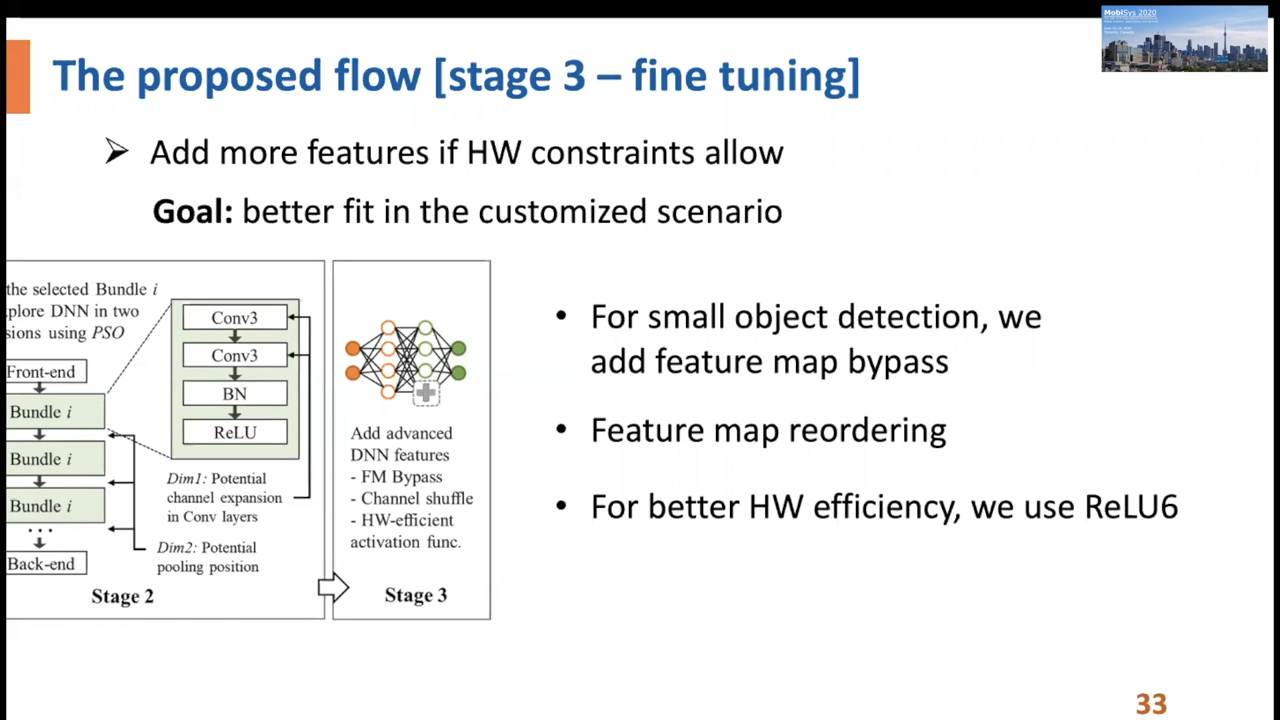 MobiSys 2020
The proposed flow [stage 3 – fine tuning]
➢ Add more features if HW constraints allow
Goal: better fit in the customized scenario
the selected Bundle i
plore DNN in two
sions using PSO
Front-end
Bundle i
Bundle i
Bundle i
...
Back-end
Conv3
Conv3
BN
ReLU
Dim1: Potential
channel expansion
in Conv layers
Dim2: Potential
pooling position
Stage 2
Add advanced
DNN features
- FM Bypass
- Channel shuffle
- HW-efficient
activation func.
Stage 3
• For small object detection, we
add feature map bypass
• Feature map reordering
• For better HW efficiency, we use ReLU6
33